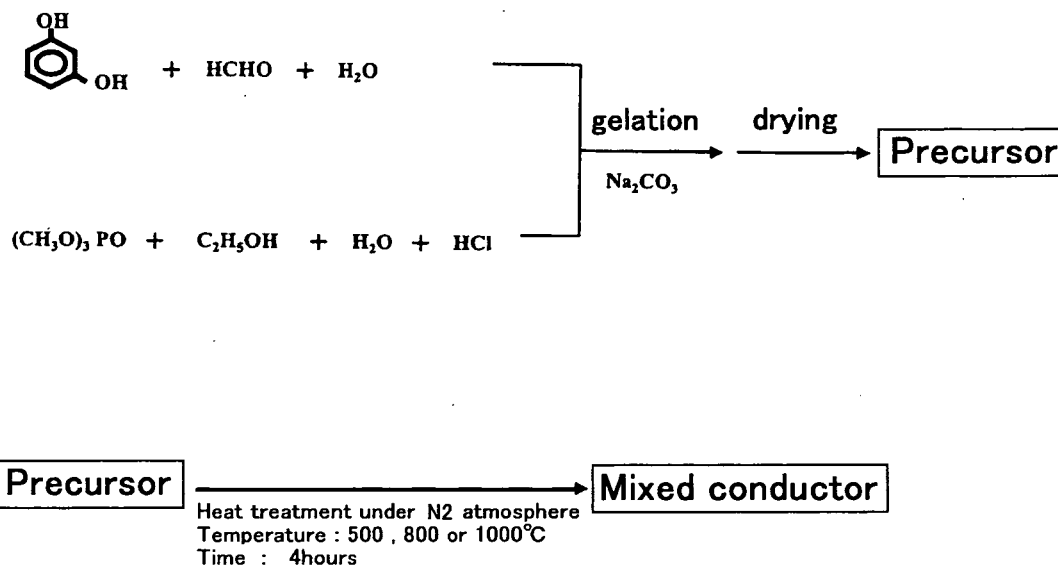 OH
OH + HCHO + H₂O
gelation drying
Precursor
Na₂CO₃
(CH₃O)₃ PO + C₂H₅OH + H₂O + HCl
Precursor
Mixed conductor
Heat treatment under N2 atmosphere
Temperature : 500 , 800 or 1000℃
Time : 4hours